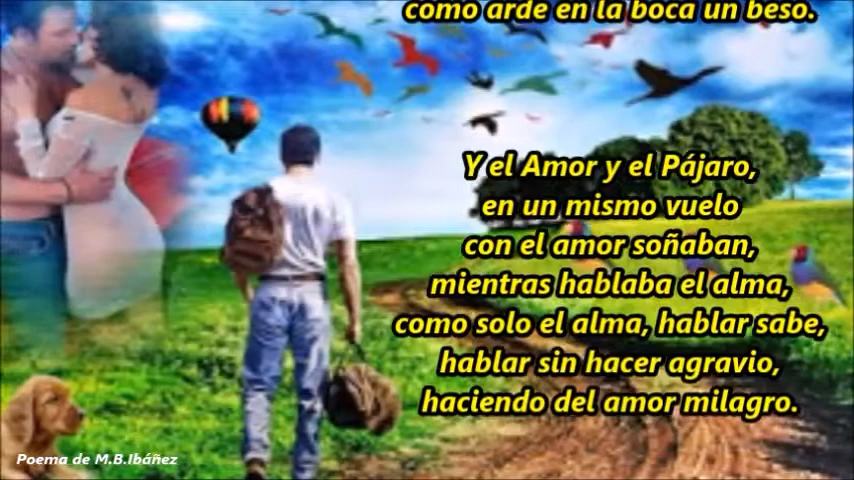 como arde en la boca un beso.
Y el Amor y el Pájaro,
en un mismo vuelo
con el amor soñaban,
mientras hablaba el alma,
como solo el alma, hablar sabe,
hablar sin hacer agravio,
haciendo del amor milagro.
Poema de M.B.Ibáñez